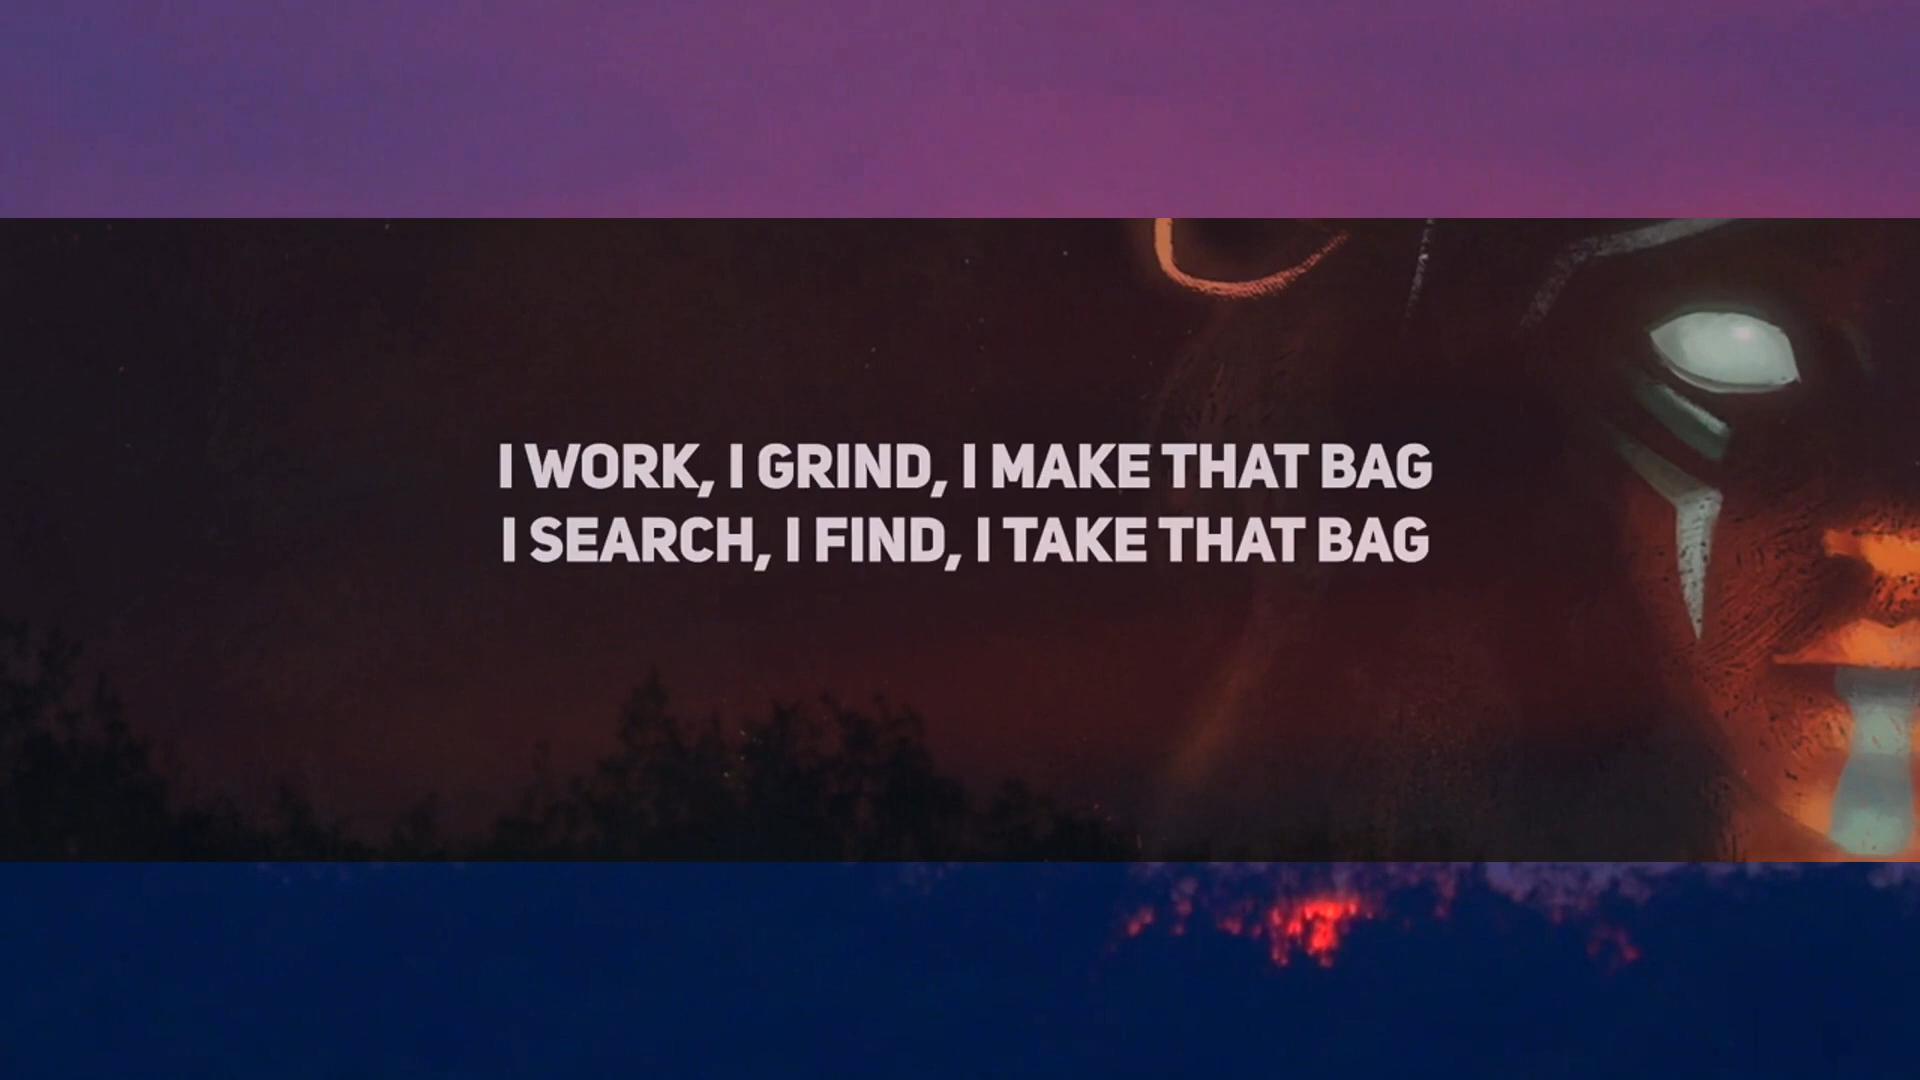 I WORK, I GRIND, I MAKE THAT BAG
I SEARCH, I FIND, I TAKE THAT BAG